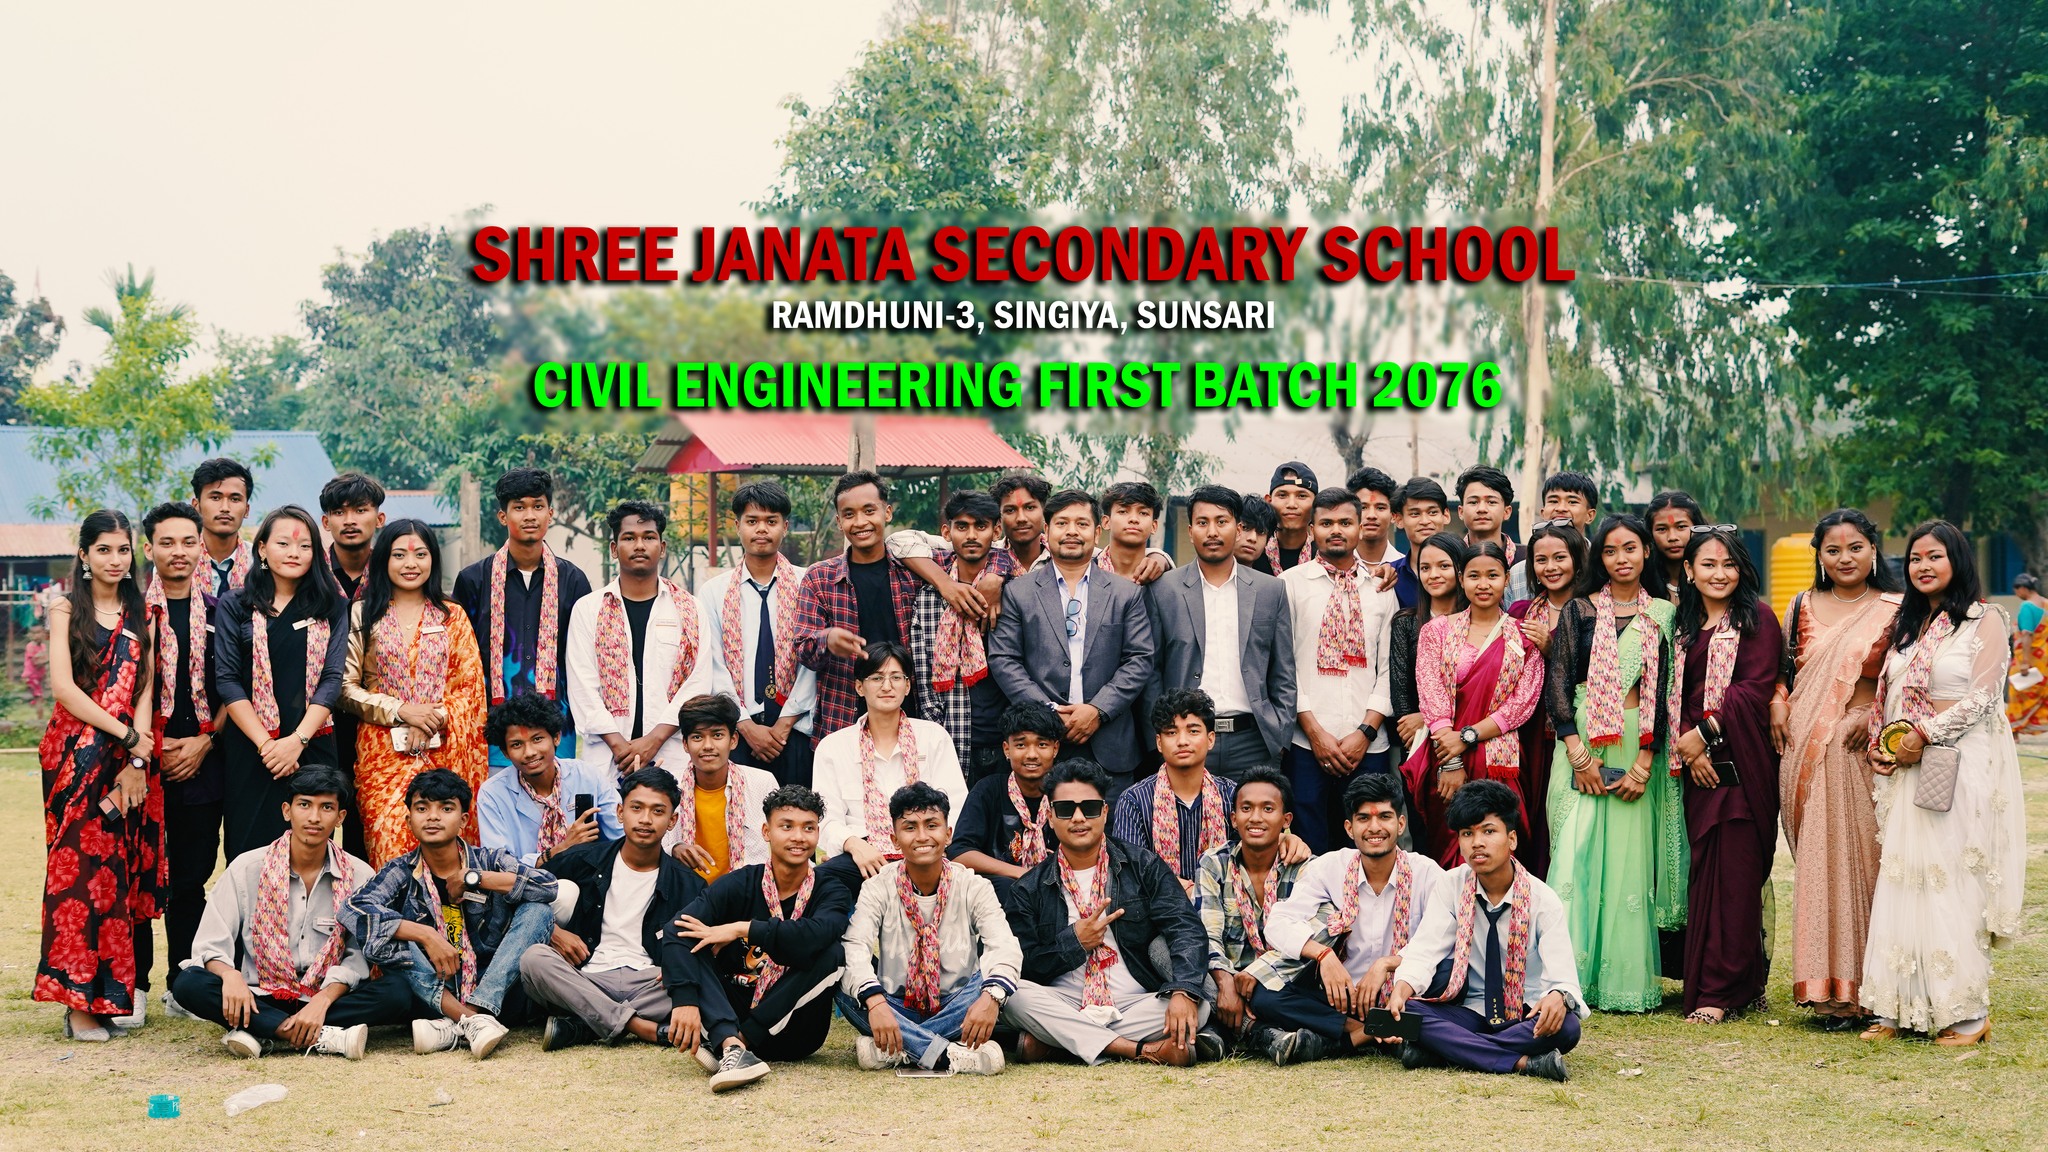 SHREE JANATA SECONDARY SCHOOL
RAMDHUNI-3, SINGIYA, SUNSARI
CIVIL ENGINEERING FIRST BATCH 2076